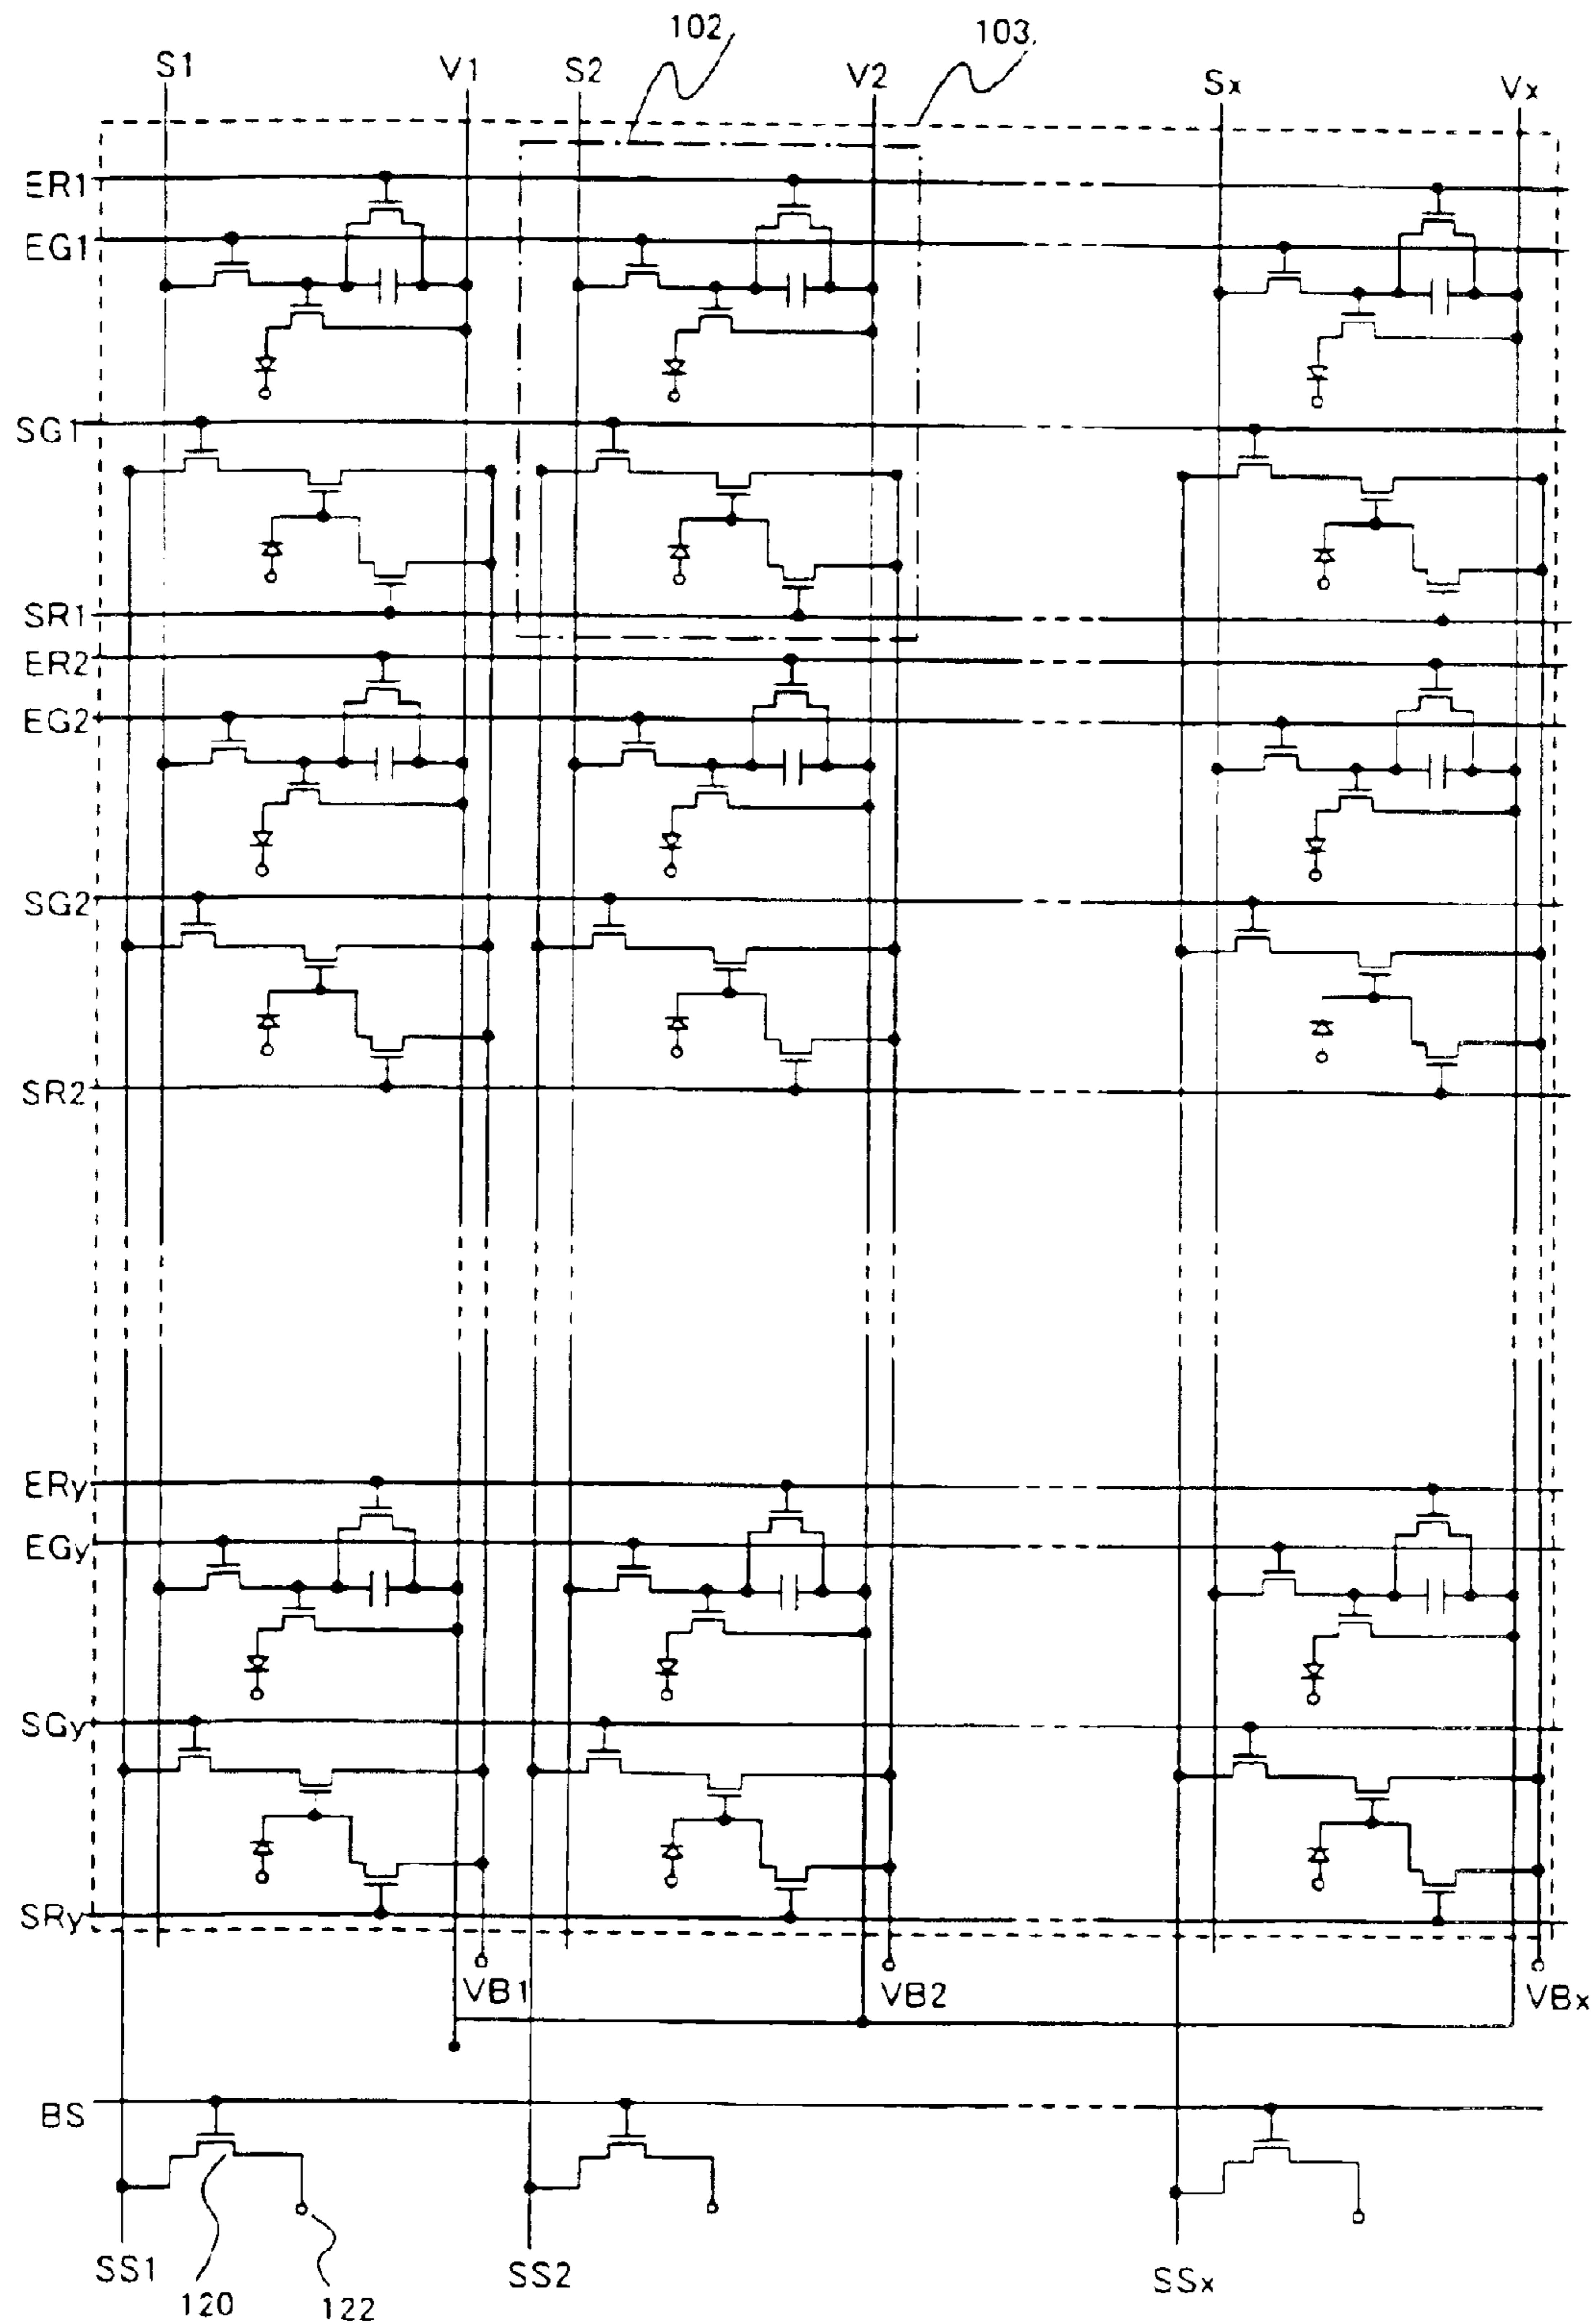 102
103
S1
V1
S2
V2
Sx
Vx
ER1
EG1
SG1
SR1
ER2
EG2
SG2
SR2
ERy
EGy
SGy
SRy
VB1
VB2
VBx
BS
SS1
SS2
SSx
120
122